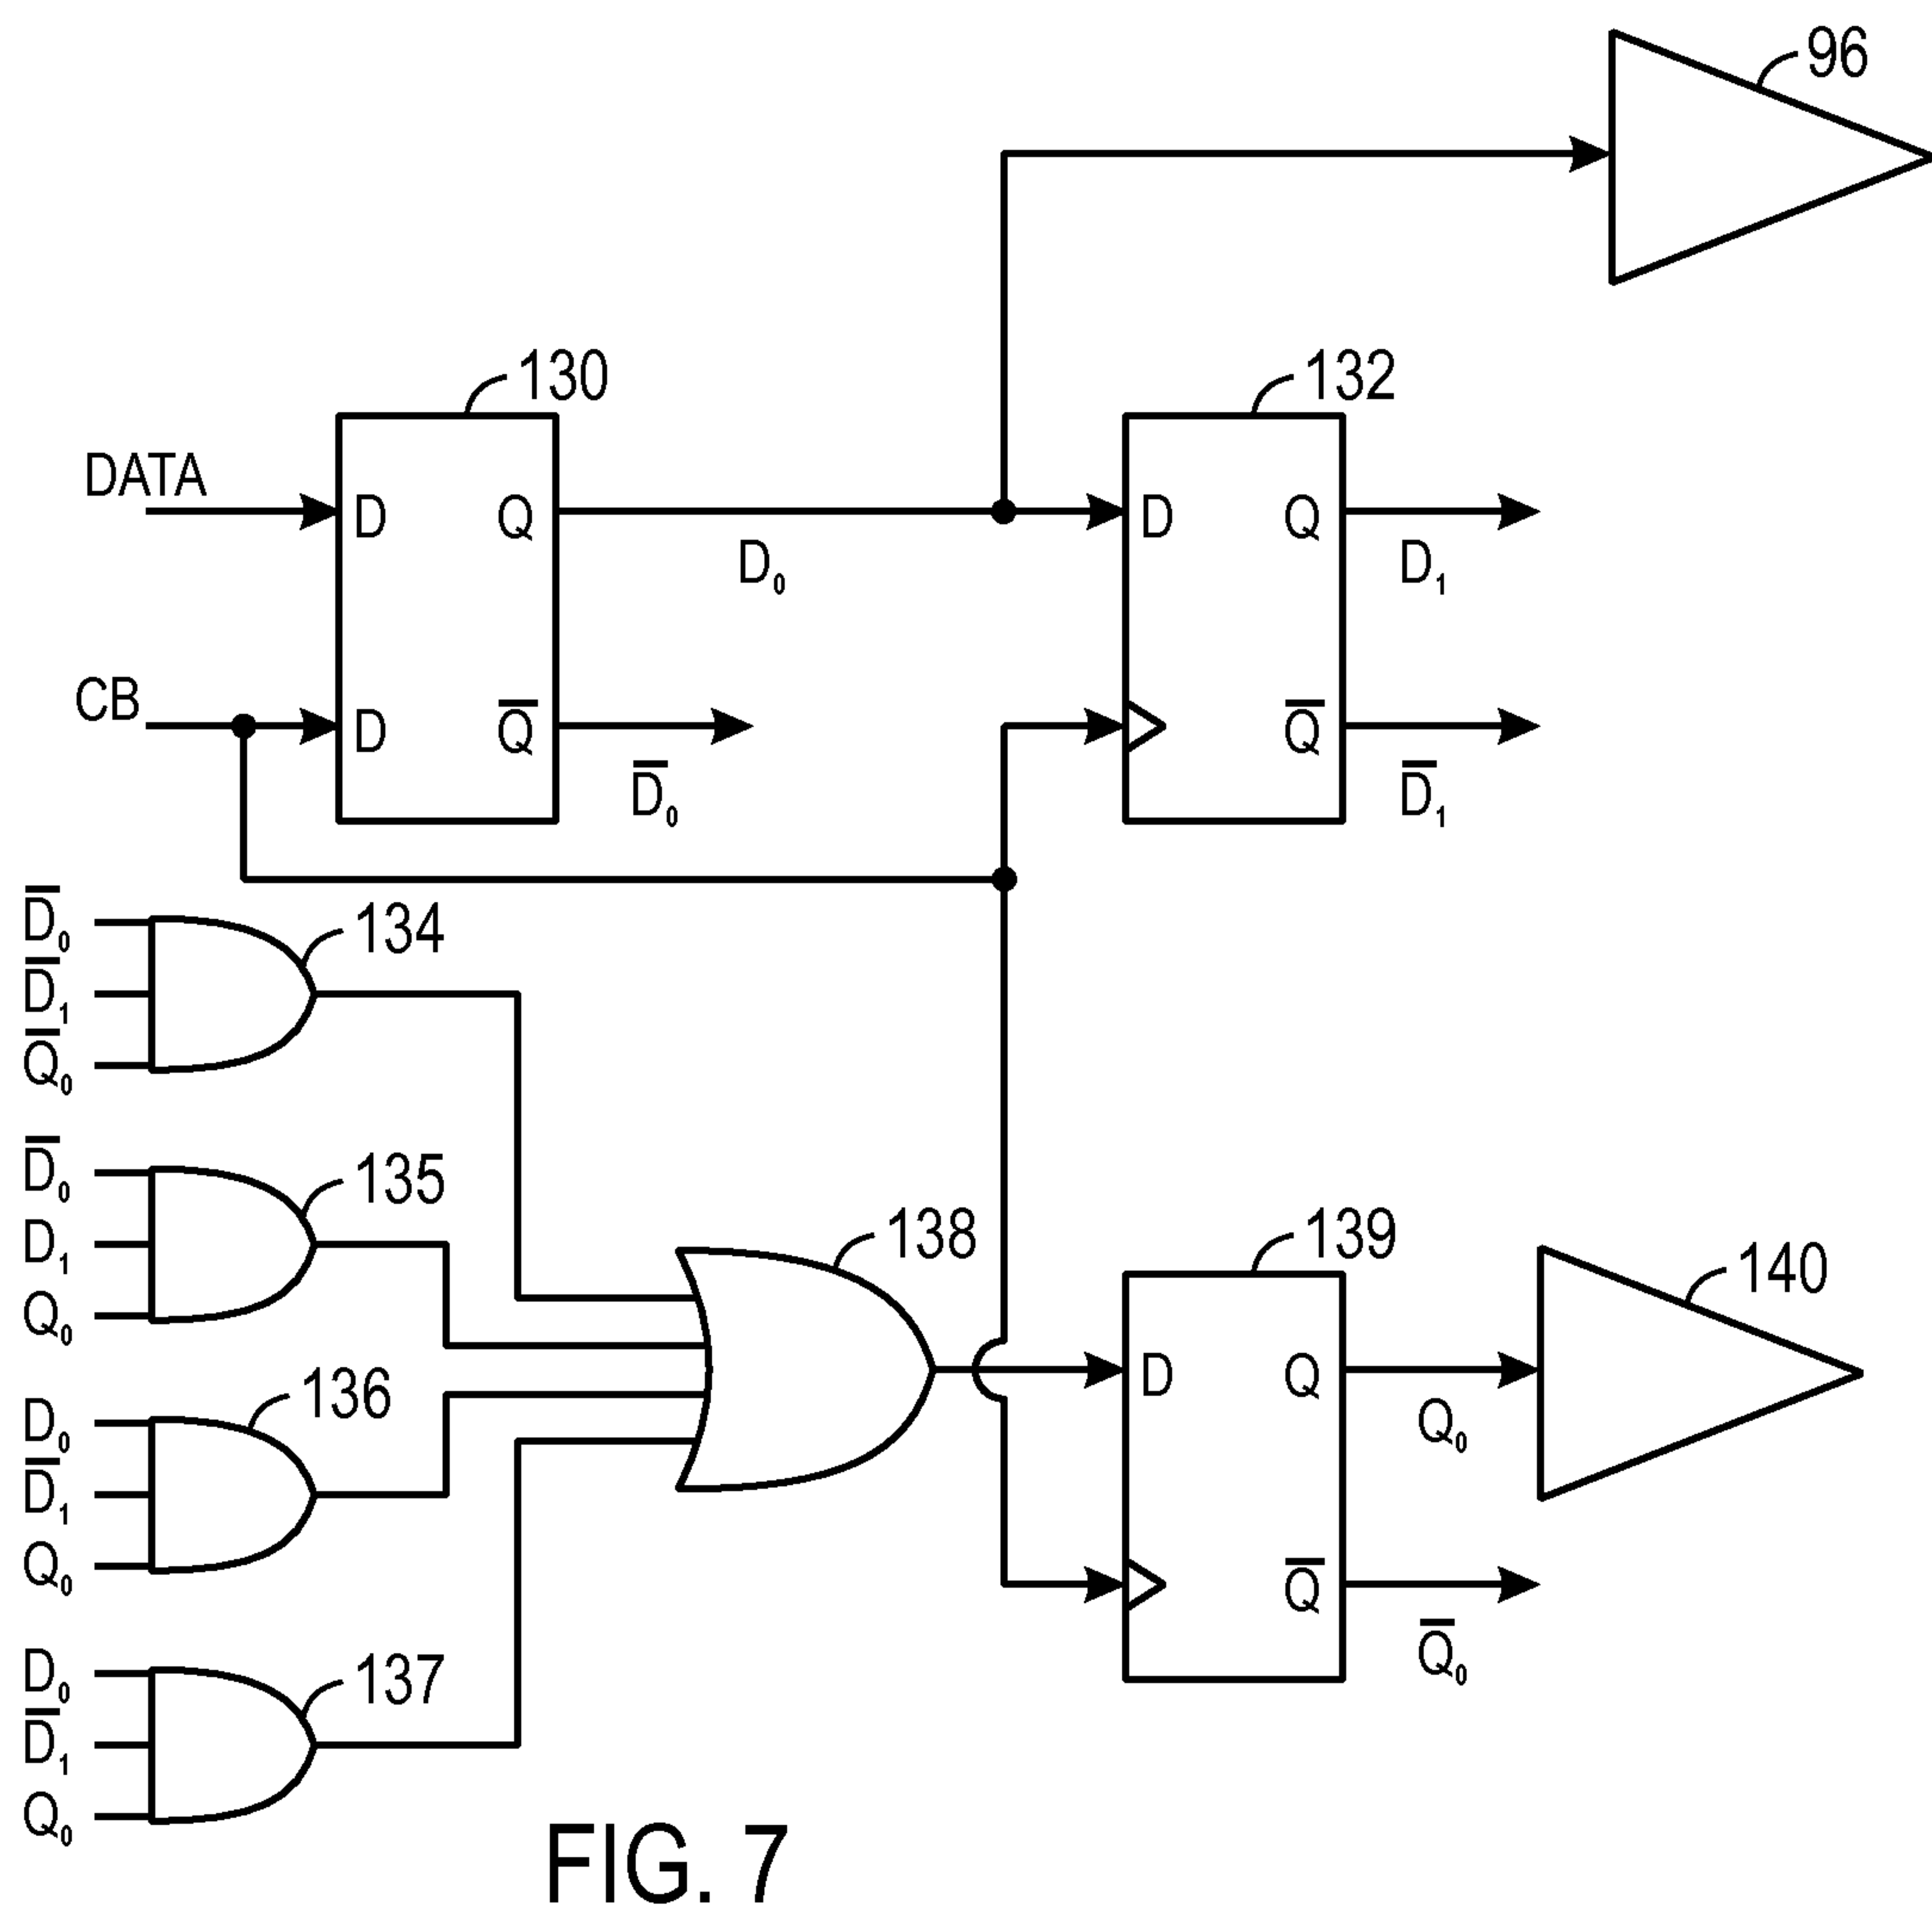 96
130
132
DATA
D
Q
D
Q
D₀
D₁
CB
D
Q̅
Q̅
D̅₀
D̅₁
D̅₀
134
D̅₁
Q̅₀
D̅₀
135
D₁
Q₀
138
139
140
D₀
136
D̅₁
Q₀
D
Q
Q₀
Q̅
Q̅₀
D₀
137
D̅₁
Q₀
FIG. 7